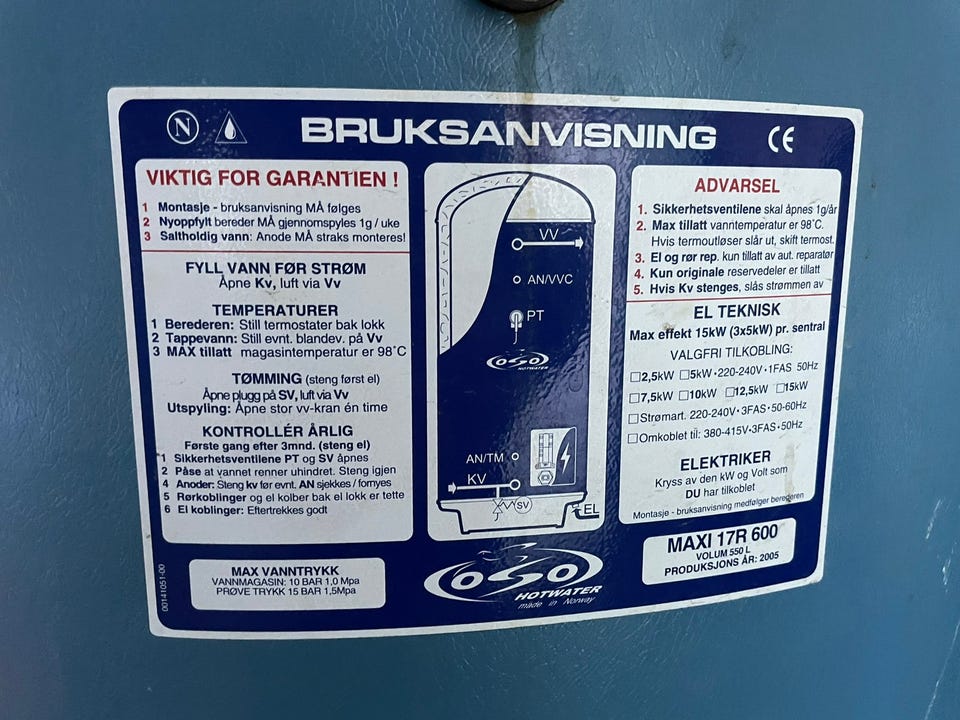 N
BRUKSANVISNING
CE
VIKTIG FOR GARANTIEN !
1 Montasje - bruksanvisning MÅ følges
2 Nyoppfylt bereder MÅ gjennomspyles 1g / uke
3 Saltholdig vann: Anode MÅ straks monteres!
FYLL VANN FØR STRØM
Åpne Kv, luft via Vv
TEMPERATURER
1 Berederen: Still termostater bak lokk
2 Tappevann: Still evnt. blandev. på Vv
3 MAX tillatt magasintemperatur er 98°C
TØMMING (steng først el)
Åpne plugg på SV, luft via Vv
Utspyling: Åpne stor vv-kran én time
KONTROLLÉR ÅRLIG
Første gang efter 3mnd. (steng el)
1 Sikkerhetsventilene PT og SV åpnes
2 Påse at vannet renner uhindret. Steng igjen
4 Anoder: Steng kv før evnt. AN sjekkes / fornyes
5 Rørkoblinger og el kolber bak el lokk er tette
6 El koblinger: Eftertrekkes godt
MAX VANNTRYKK
VANNMAGASIN: 10 BAR 1,0 Mpa
PRØVE TRYKK 15 BAR 1,5Mpa
00141051-00
VV
AN/VVC
PT
OSO
HOTWATER
AN/TM
KV
SV
EL
OSO
HOTWATER
made in Norway
ADVARSEL
1. Sikkerhetsventilene skal åpnes 1g/år
2. Max tillatt vanntemperatur er 98°C.
Hvis termoutløser slår ut, skift termost.
3. El og rør rep. kun tillatt av aut. reparatør
4. Kun originale reservedeler er tillatt
5. Hvis Kv stenges, slås strømmen av
EL TEKNISK
Max effekt 15kW (3x5kW) pr. sentral
VALGFRI TILKOBLING:
2,5kW 5kW • 220-240V • 1FAS 50Hz
7,5kW 10kW 12,5kW 15kW
Strømart. 220-240V • 3FAS • 50-60Hz
Omkoblet til: 380-415V • 3FAS • 50Hz
ELEKTRIKER
Kryss av den kW og Volt som
DU har tilkoblet
Montasje - bruksanvisning medfølger berederen
MAXI 17R 600
VOLUM 550 L
PRODUKSJONS ÅR: 2005